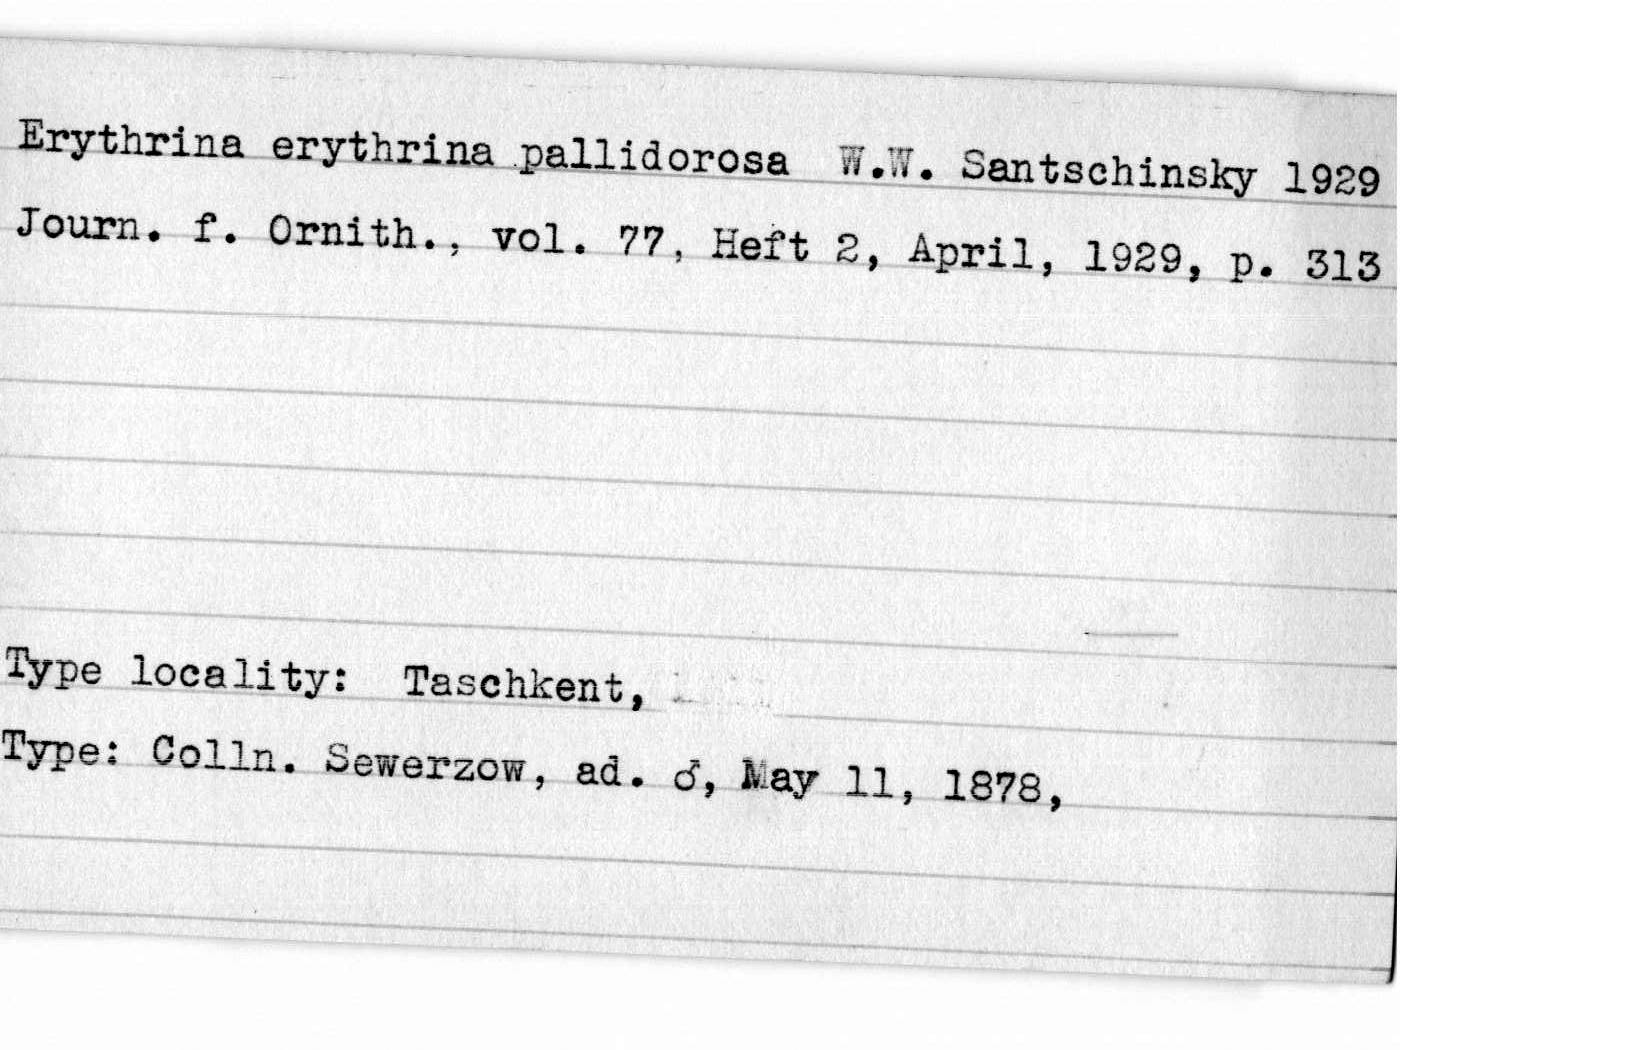 Erythrina erythrina pallidorosa W.W. Santschinsky 1929
Journ. f. Ornith., vol. 77, Heft 2, April, 1929, p. 313
Type locality: Taschkent,
Type: Colln. Sewerzow, ad. ♂, May 11, 1878,